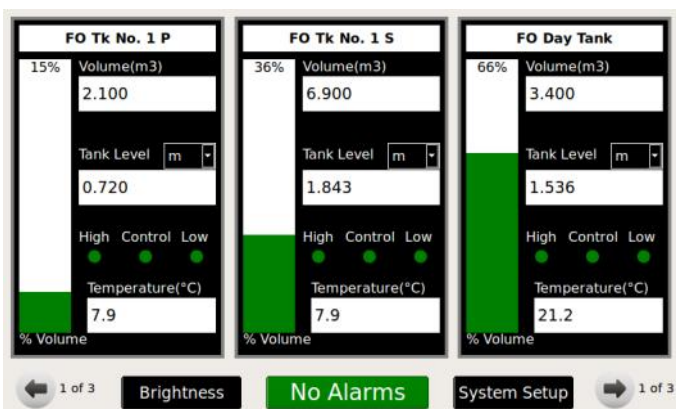 FO Tk No. 1 P
15%
Volume(m3)
2.100
Tank Level m
0.720
High Control Low
Temperature(°C)
7.9
% Volume
FO Tk No. 1 S
36%
Volume(m3)
6.900
Tank Level m
1.843
High Control Low
Temperature(°C)
7.9
% Volume
FO Day Tank
66%
Volume(m3)
3.400
Tank Level m
1.536
High Control Low
Temperature(°C)
21.2
% Volume
1 of 3
Brightness
No Alarms
System Setup
1 of 3